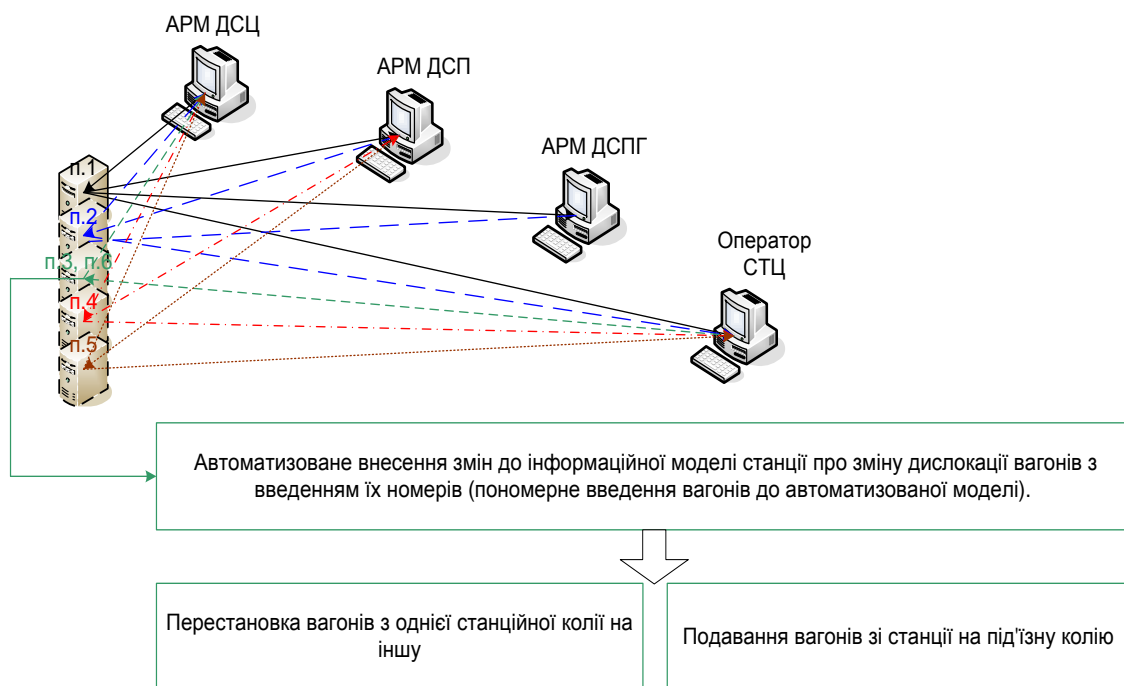 АРМ ДСЦ
АРМ ДСП
АРМ ДСПГ
Оператор
СТЦ
п.1
п.2
п.3, п.6
п.4
п.5
Автоматизоване внесення змін до інформаційної моделі станції про зміну дислокації вагонів з
введенням їх номерів (пономерне введення вагонів до автоматизованої моделі).
Перестановка вагонів з однієї станційної колії на
іншу
Подавання вагонів зі станції на під'їзну колію